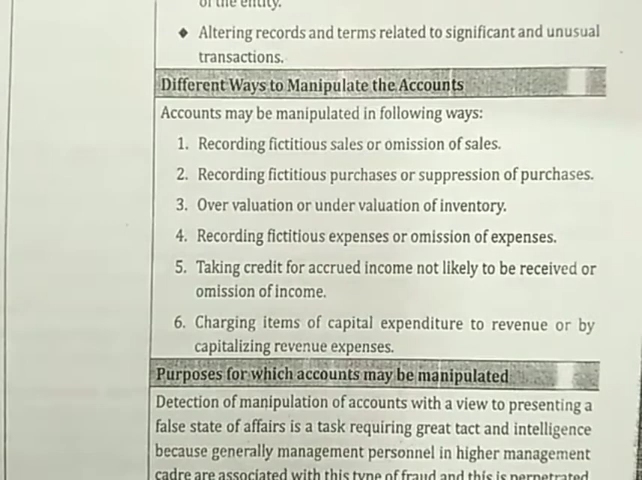 of the entity.
◆ Altering records and terms related to significant and unusual
transactions.
Different Ways to Manipulate the Accounts
Accounts may be manipulated in following ways:
1. Recording fictitious sales or omission of sales.
2. Recording fictitious purchases or suppression of purchases.
3. Over valuation or under valuation of inventory.
4. Recording fictitious expenses or omission of expenses.
5. Taking credit for accrued income not likely to be received or
omission of income.
6. Charging items of capital expenditure to revenue or by
capitalizing revenue expenses.
Purposes for which accounts may be manipulated
Detection of manipulation of accounts with a view to presenting a
false state of affairs is a task requiring great tact and intelligence
because generally management personnel in higher management
cadre are associated with this type of fraud and this is perpetrated